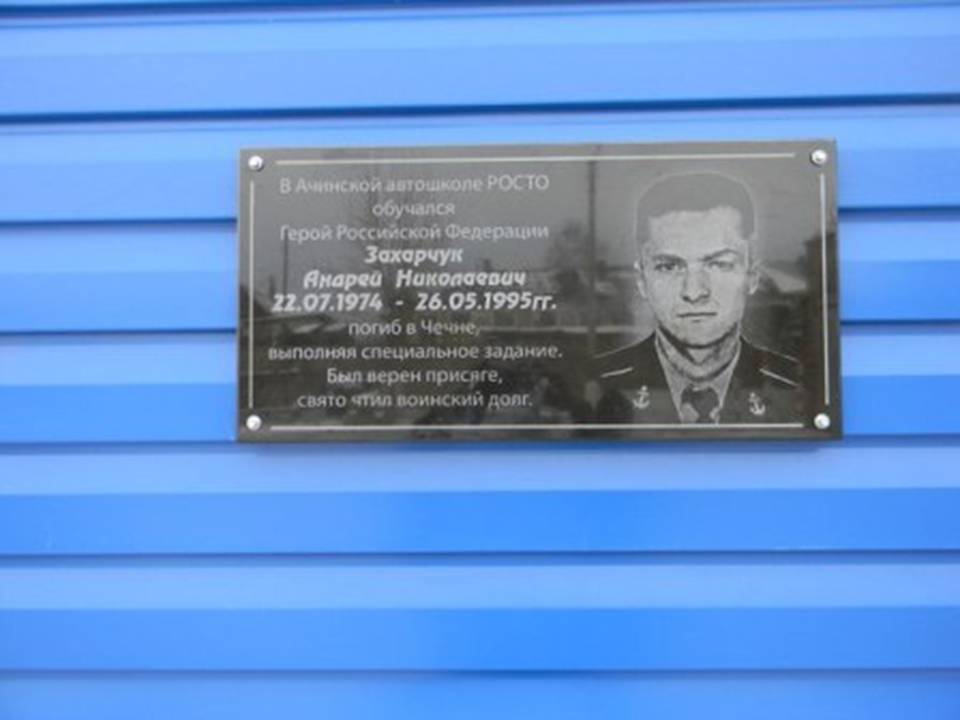 В Ачинской автошколе РОСТО
обучался
Герой Российской Федерации
Захарчук
Андрей Николаевич
22.07.1974 - 26.05.1995гг.
погиб в Чечне,
выполняя специальное задание.
Был верен присяге,
свято чтил воинский долг.